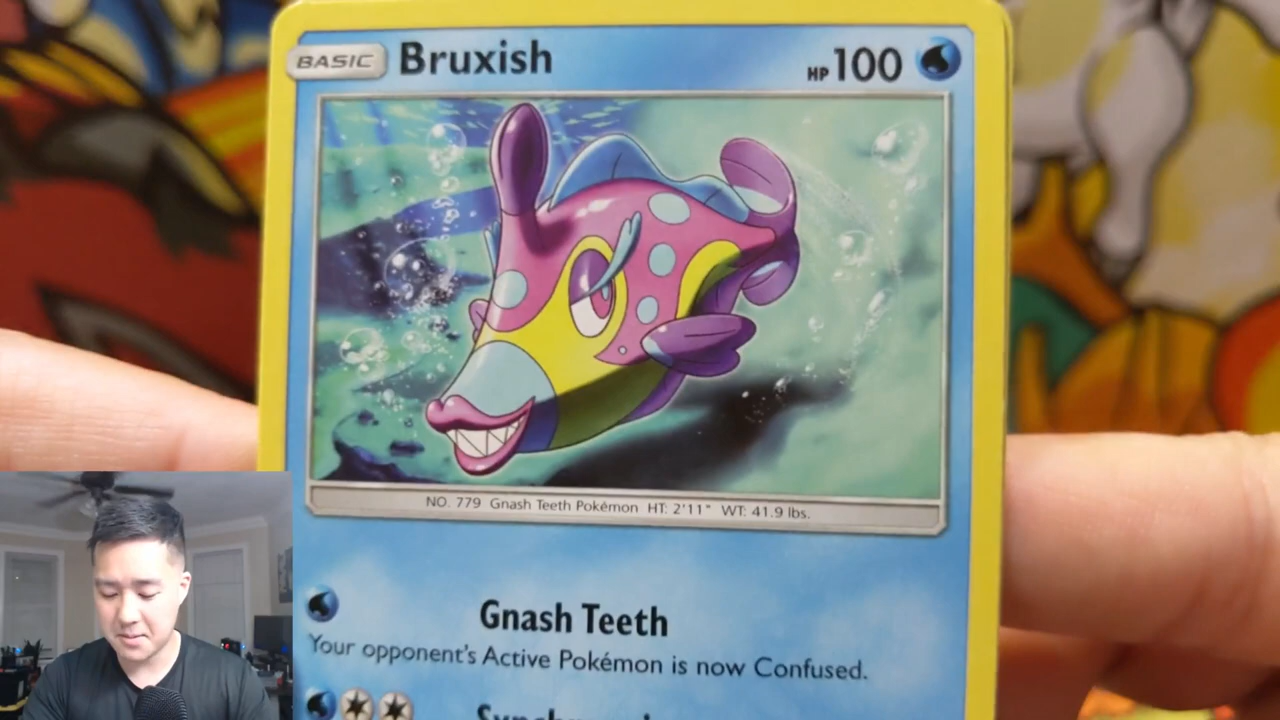 BASIC Bruxish HP 100
NO. 779 Gnash Teeth Pokémon HT: 2'11" WT: 41.9 lbs.
Gnash Teeth
Your opponent's Active Pokémon is now Confused.